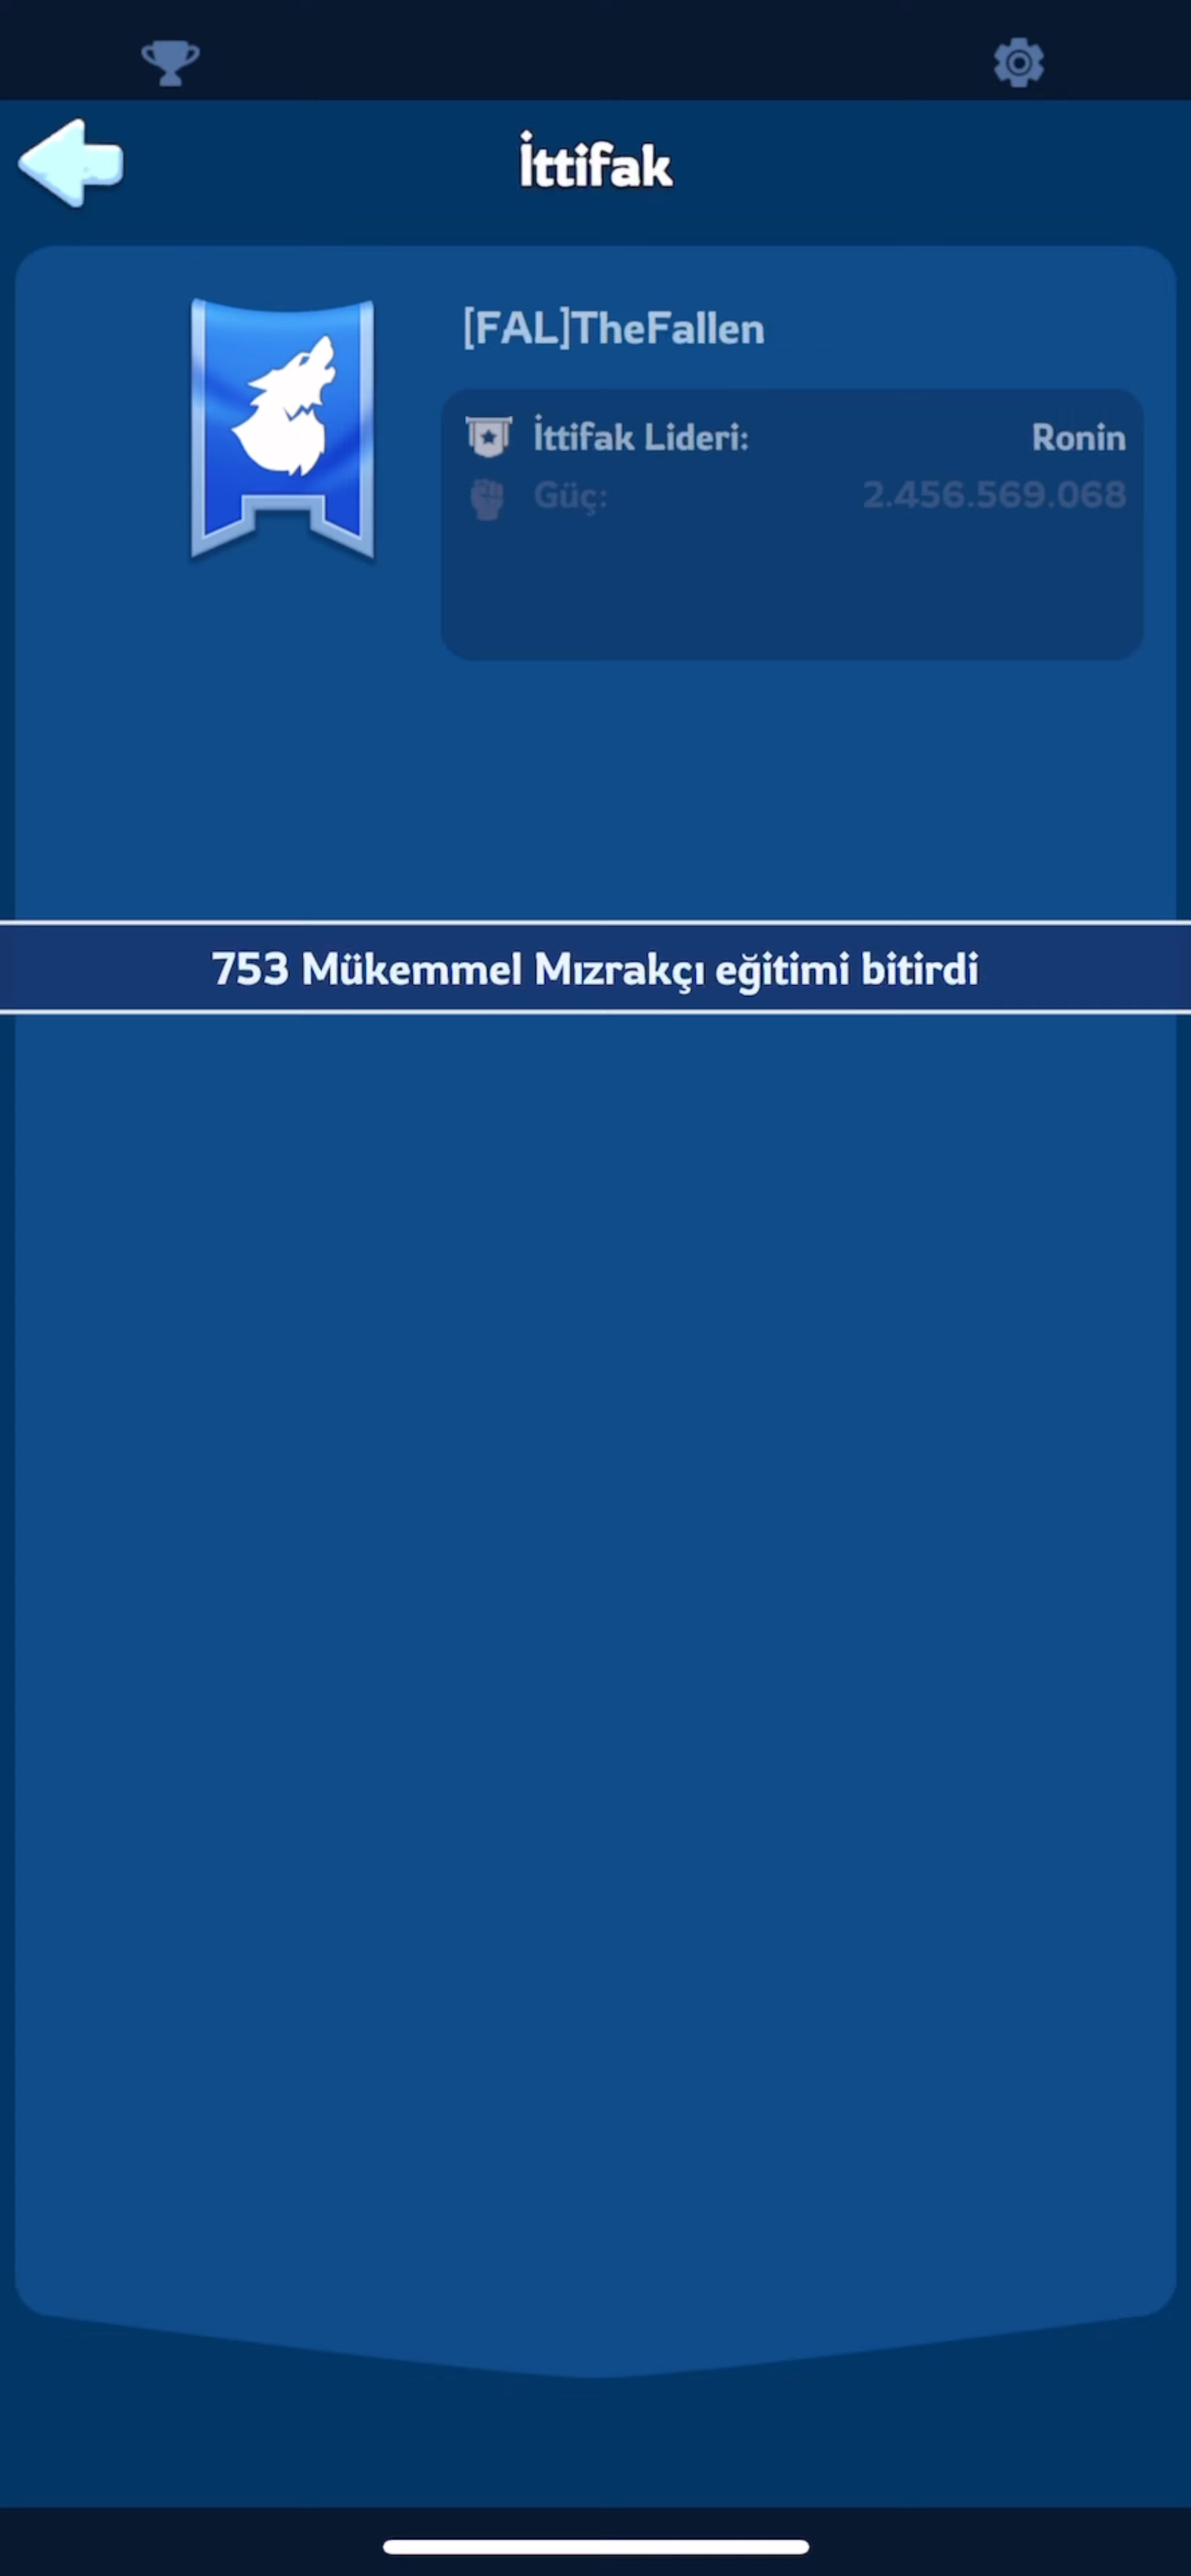 İttifak
[FAL]TheFallen
İttifak Lideri: Ronin
Güç: 2.456.569.068
753 Mükemmel Mızrakçı eğitimi bitirdi